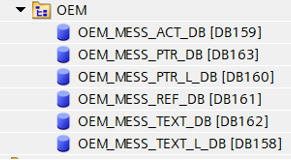 OEM
OEM_MESS_ACT_DB [DB159]
OEM_MESS_PTR_DB [DB163]
OEM_MESS_PTR_L_DB [DB160]
OEM_MESS_REF_DB [DB161]
OEM_MESS_TEXT_DB [DB162]
OEM_MESS_TEXT_L_DB [DB158]